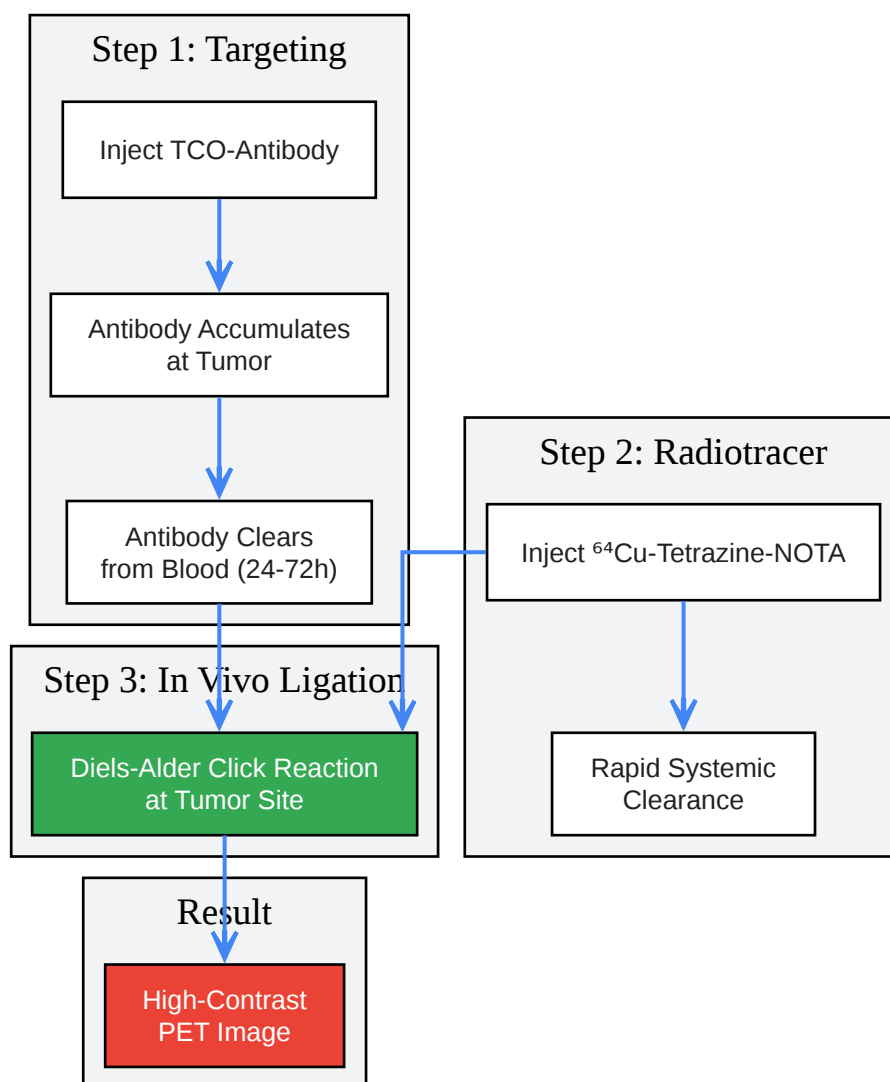 Step 1: Targeting
Inject TCO-Antibody
Antibody Accumulates
at Tumor
Antibody Clears
from Blood (24-72h)
Step 2: Radiotracer
Inject ⁶⁴Cu-Tetrazine-NOTA
Rapid Systemic
Clearance
Step 3: In Vivo Ligation
Diels-Alder Click Reaction
at Tumor Site
Result
High-Contrast
PET Image